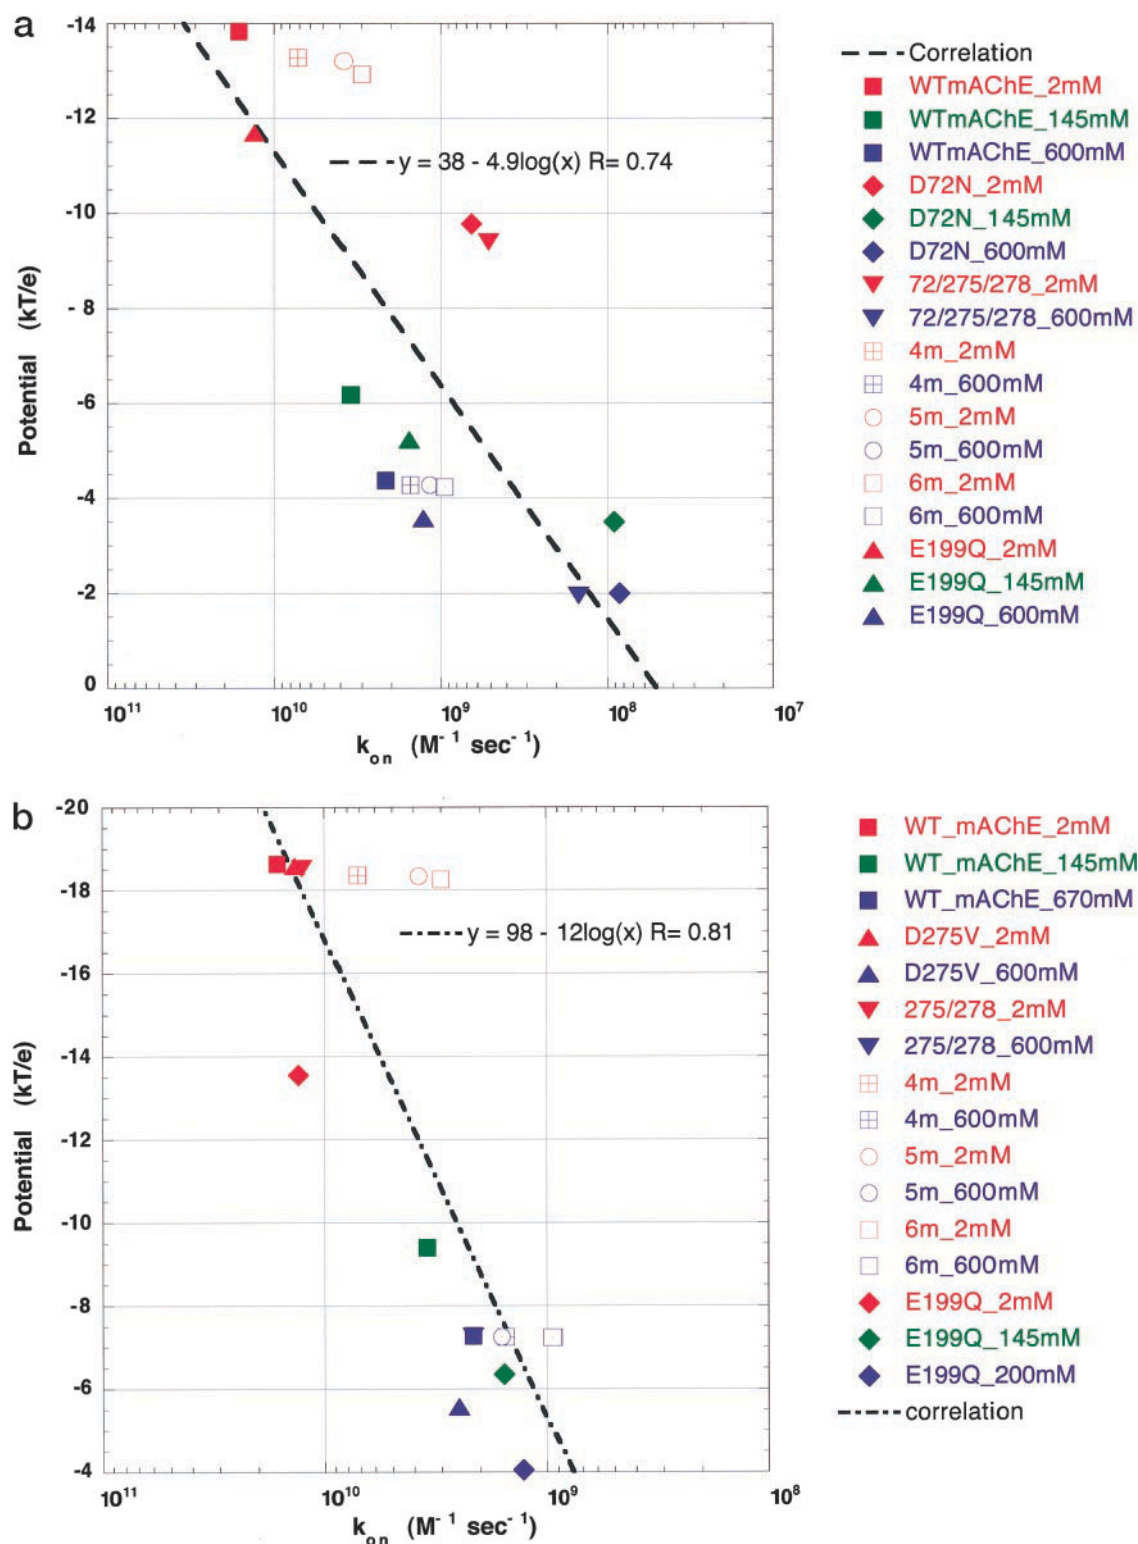 a
-14
-12
-10
- 8
-6
-4
-2
0
Potential (kT/e)
y = 38 - 4.9log(x) R= 0.74
10¹¹
10¹⁰
10⁹
10⁸
10⁷
kₒₙ (M⁻¹ sec⁻¹)
Correlation
WTmAChE_2mM
WTmAChE_145mM
WTmAChE_600mM
D72N_2mM
D72N_145mM
D72N_600mM
72/275/278_2mM
72/275/278_600mM
4m_2mM
4m_600mM
5m_2mM
5m_600mM
6m_2mM
6m_600mM
E199Q_2mM
E199Q_145mM
E199Q_600mM
b
-20
-18
-16
-14
-12
-10
-8
-6
-4
Potential (kT/e)
y = 98 - 12log(x) R= 0.81
10¹¹
10¹⁰
10⁹
10⁸
kₒₙ (M⁻¹ sec⁻¹)
WT_mAChE_2mM
WT_mAChE_145mM
WT_mAChE_670mM
D275V_2mM
D275V_600mM
275/278_2mM
275/278_600mM
4m_2mM
4m_600mM
5m_2mM
5m_600mM
6m_2mM
6m_600mM
E199Q_2mM
E199Q_145mM
E199Q_200mM
correlation